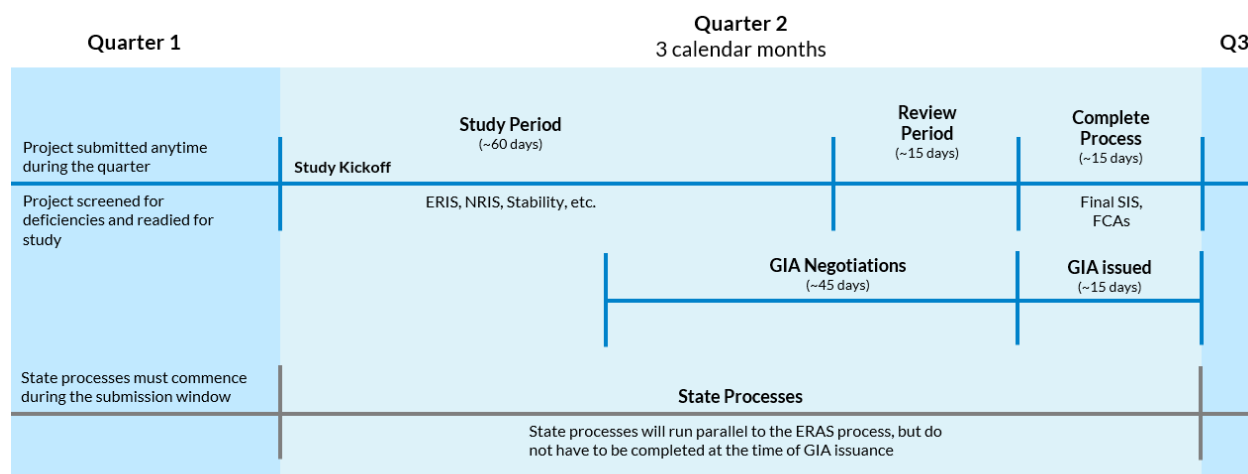 Quarter 1
Quarter 2
3 calendar months
Q3
Project submitted anytime
during the quarter
Project screened for
deficiencies and readied for
study
Study Kickoff
Study Period
(~60 days)
ERIS, NRIS, Stability, etc.
Review
Period
(~15 days)
Complete
Process
(~15 days)
Final SIS,
FCAs
GIA Negotiations
(~45 days)
GIA issued
(~15 days)
State processes must commence
during the submission window
State Processes
State processes will run parallel to the ERAS process, but do
not have to be completed at the time of GIA issuance